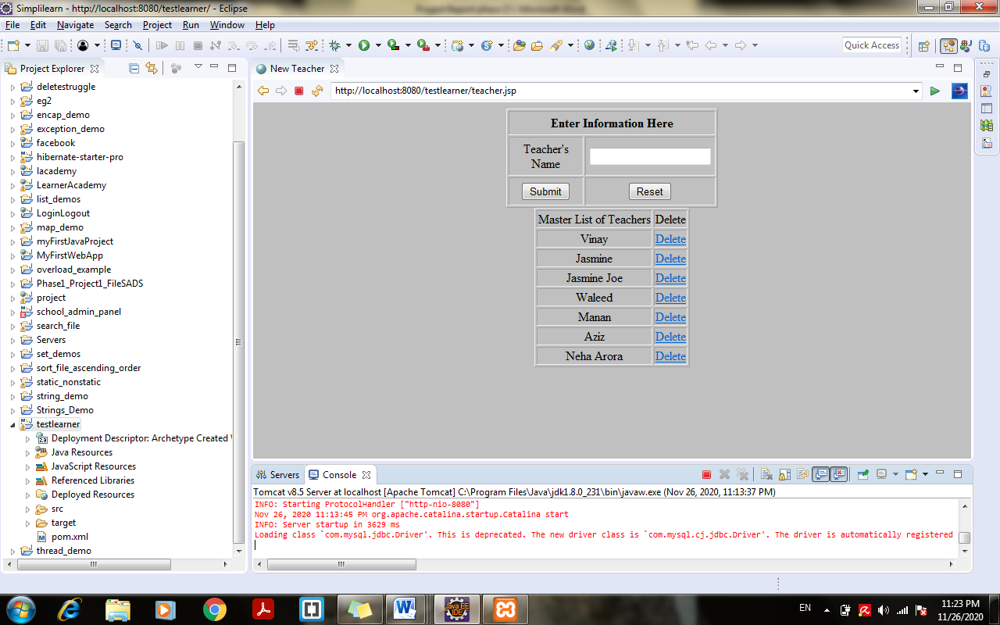 Simplilearn - http://localhost:8080/testlearner/ - Eclipse
File Edit Navigate Search Project Run Window Help
Quick Access
Project Explorer
deletestruggle
eg2
encap_demo
exception_demo
facebook
hibernate-starter-pro
lacademy
LearnerAcademy
list_demos
LoginLogout
map_demo
myFirstJavaProject
MyFirstWebApp
overload_example
Phase1_Project1_FileSADS
project
school_admin_panel
search_file
Servers
set_demos
sort_file_ascending_order
static_nonstatic
string_demo
Strings_Demo
testlearner
Deployment Descriptor: Archetype Created
Java Resources
JavaScript Resources
Referenced Libraries
Deployed Resources
src
target
pom.xml
thread_demo
New Teacher
http://localhost:8080/testlearner/teacher.jsp
Enter Information Here
Teacher's
Name
Submit Reset
Master List of Teachers Delete
Vinay Delete
Jasmine Delete
Jasmine Joe Delete
Waleed Delete
Manan Delete
Aziz Delete
Neha Arora Delete
Servers Console
Tomcat v8.5 Server at localhost [Apache Tomcat] C:\Program Files\Java\jdk1.8.0_231\bin\javaw.exe (Nov 26, 2020, 11:13:37 PM)
INFO: Starting ProtocolHandler ["http-nio-8080"]
Nov 26, 2020 11:13:45 PM org.apache.catalina.startup.Catalina start
INFO: Server startup in 3629 ms
Loading class `com.mysql.jdbc.Driver'. This is deprecated. The new driver class is `com.mysql.cj.jdbc.Driver'. The driver is automatically registered
EN
11:23 PM
11/26/2020